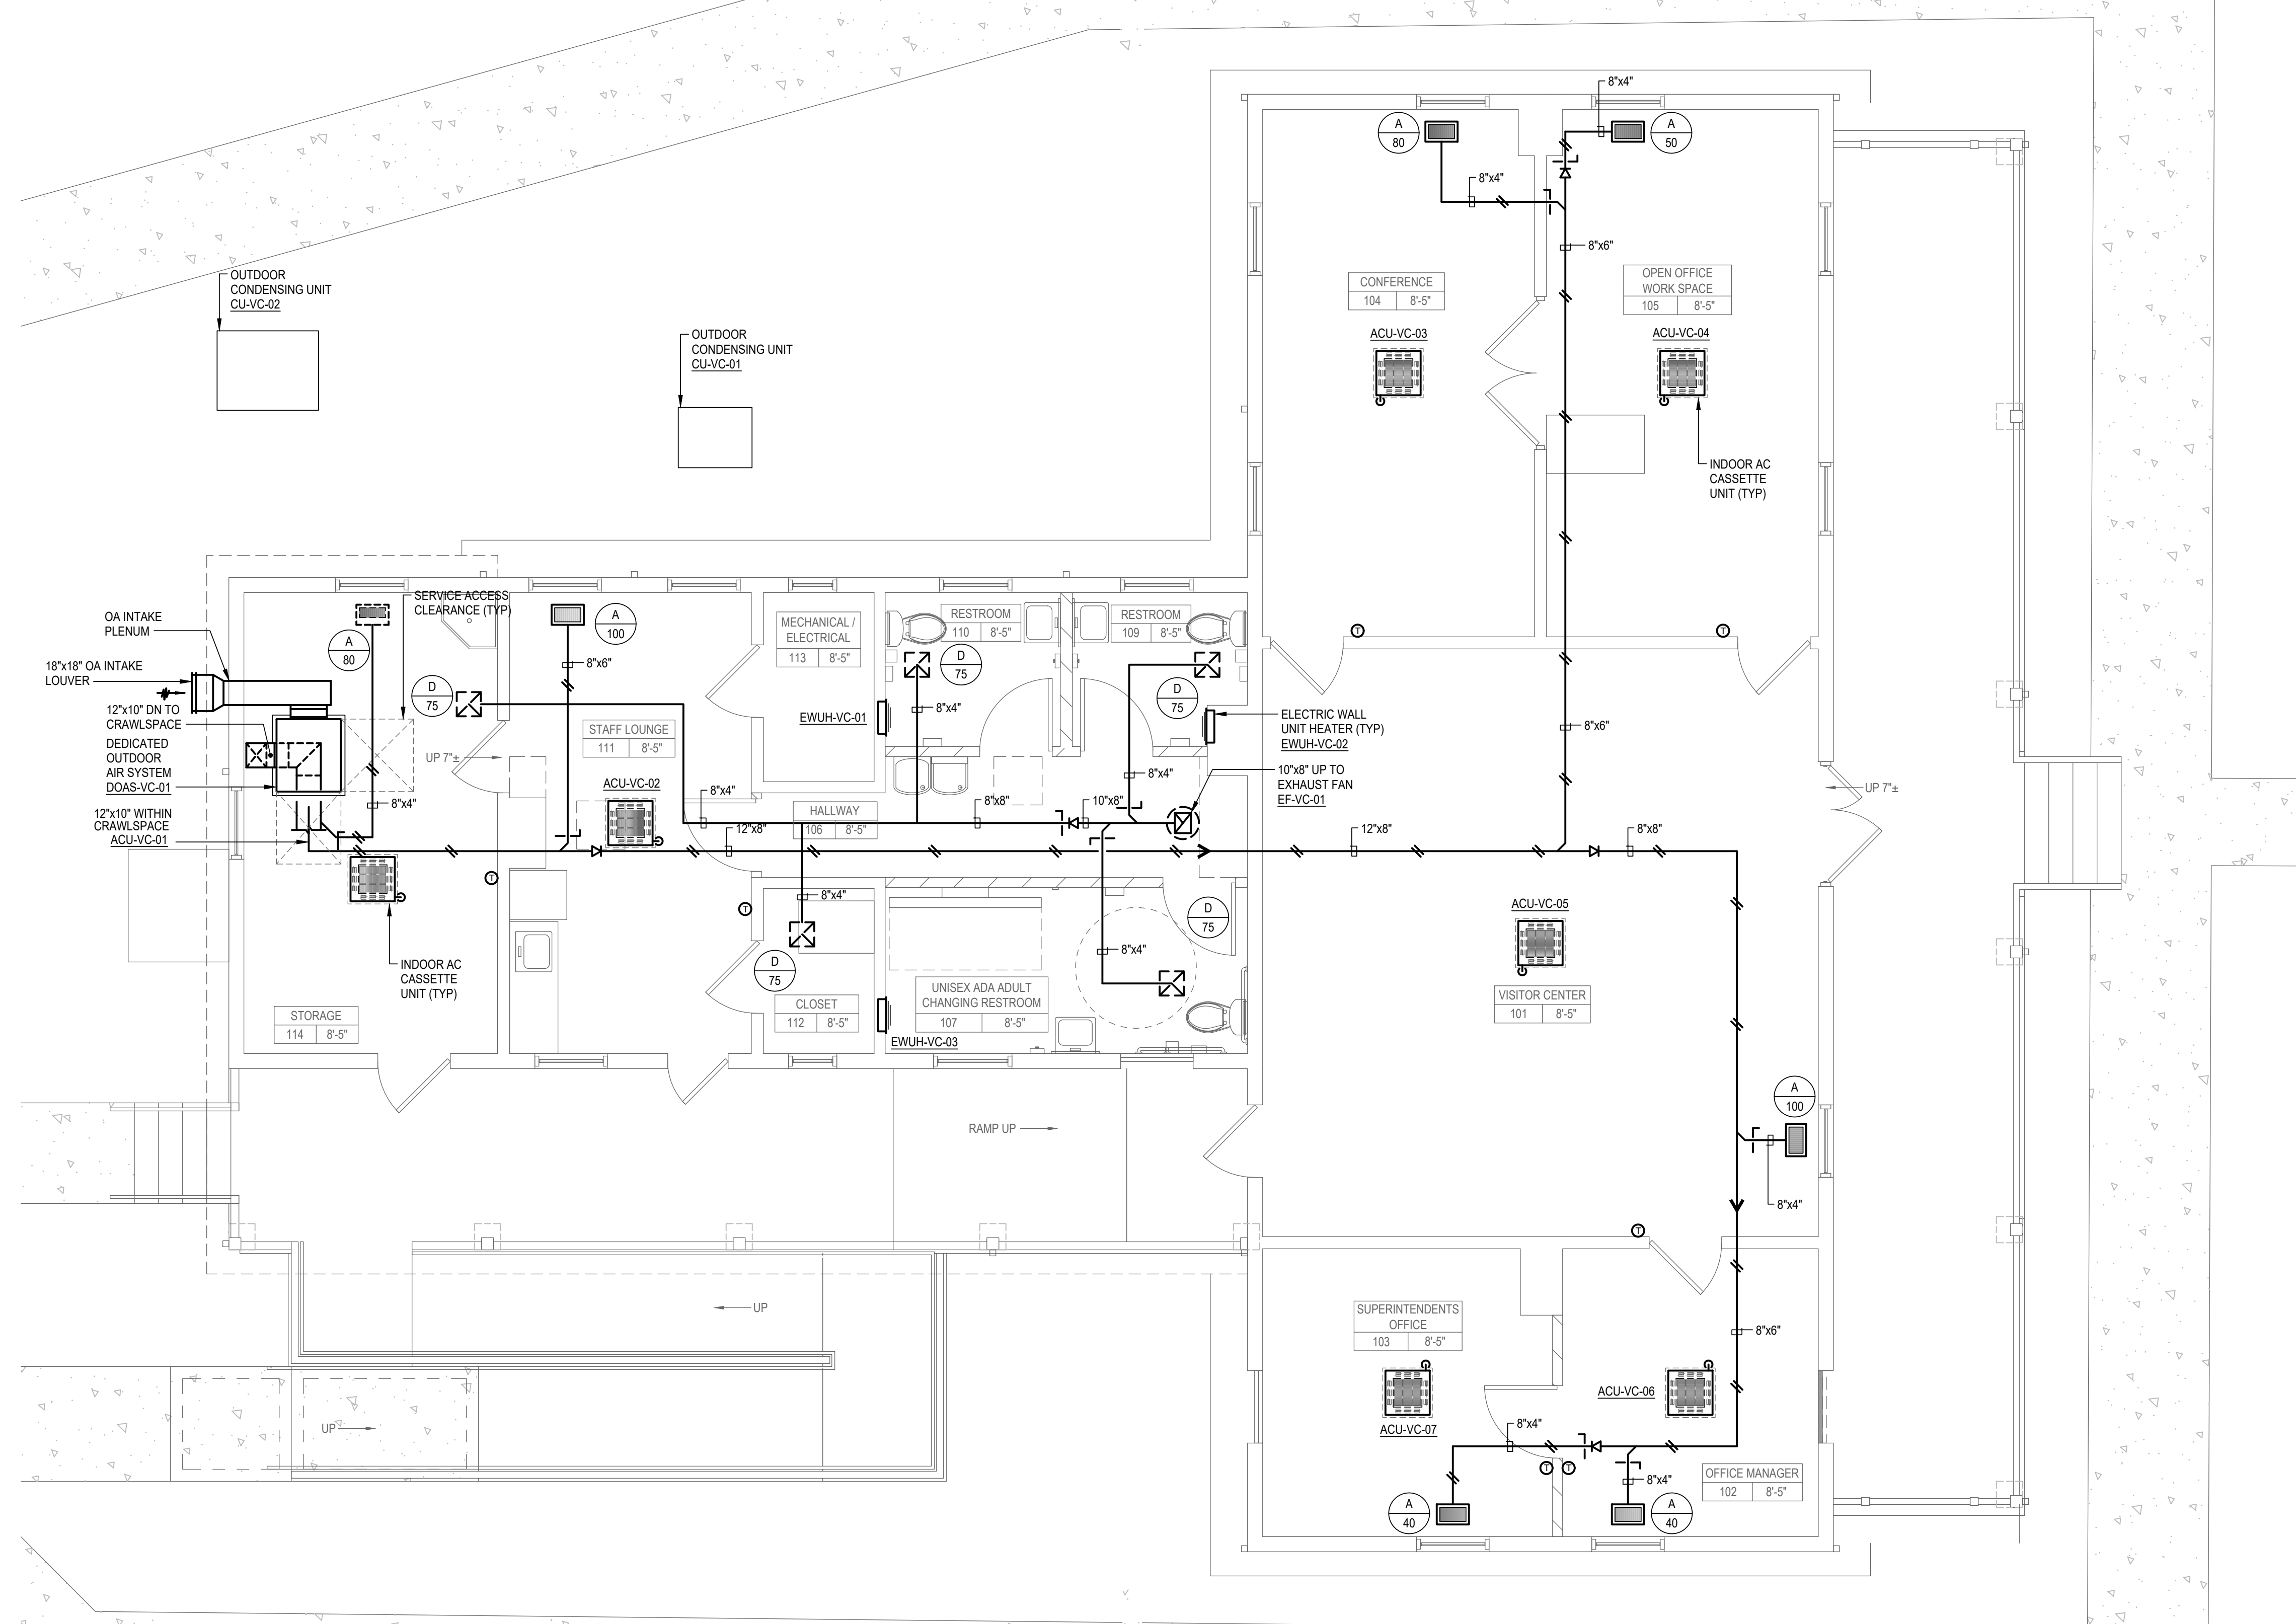 8"x4"
A
80
A
50
8"x4"
8"x6"
OUTDOOR
CONDENSING UNIT
CU-VC-02
CONFERENCE
104 8'-5"
OPEN OFFICE
WORK SPACE
105 8'-5"
OUTDOOR
CONDENSING UNIT
CU-VC-01
ACU-VC-03
ACU-VC-04
INDOOR AC
CASSETTE
UNIT (TYP)
SERVICE ACCESS
CLEARANCE (TYP)
OA INTAKE
PLENUM
A
80
A
100
MECHANICAL /
ELECTRICAL
113 8'-5"
RESTROOM
110 8'-5"
RESTROOM
109 8'-5"
T
T
18"x18" OA INTAKE
LOUVER
8"x6"
D
75
D
75
D
75
12"x10" DN TO
CRAWLSPACE
8"x4"
EWUH-VC-01
ELECTRIC WALL
UNIT HEATER (TYP)
EWUH-VC-02
8"x6"
STAFF LOUNGE
111 8'-5"
DEDICATED
OUTDOOR
AIR SYSTEM
DOAS-VC-01
UP 7"±
ACU-VC-02
8"x4"
10"x8" UP TO
EXHAUST FAN
EF-VC-01
UP 7"±
8"x4"
8"x4"
HALLWAY
106 8'-5"
8"x8"
10"x8"
12"x10" WITHIN
CRAWLSPACE
ACU-VC-01
12"x8"
12"x8"
8"x8"
T
8"x4"
T
D
75
ACU-VC-05
8"x4"
INDOOR AC
CASSETTE
UNIT (TYP)
D
75
UNISEX ADA ADULT
CHANGING RESTROOM
107 8'-5"
VISITOR CENTER
101 8'-5"
CLOSET
112 8'-5"
STORAGE
114 8'-5"
EWUH-VC-03
A
100
RAMP UP
8"x4"
T
UP
SUPERINTENDENTS
OFFICE
103 8'-5"
8"x6"
ACU-VC-06
UP
ACU-VC-07
8"x4"
T
T
8"x4"
OFFICE MANAGER
102 8'-5"
A
40
A
40